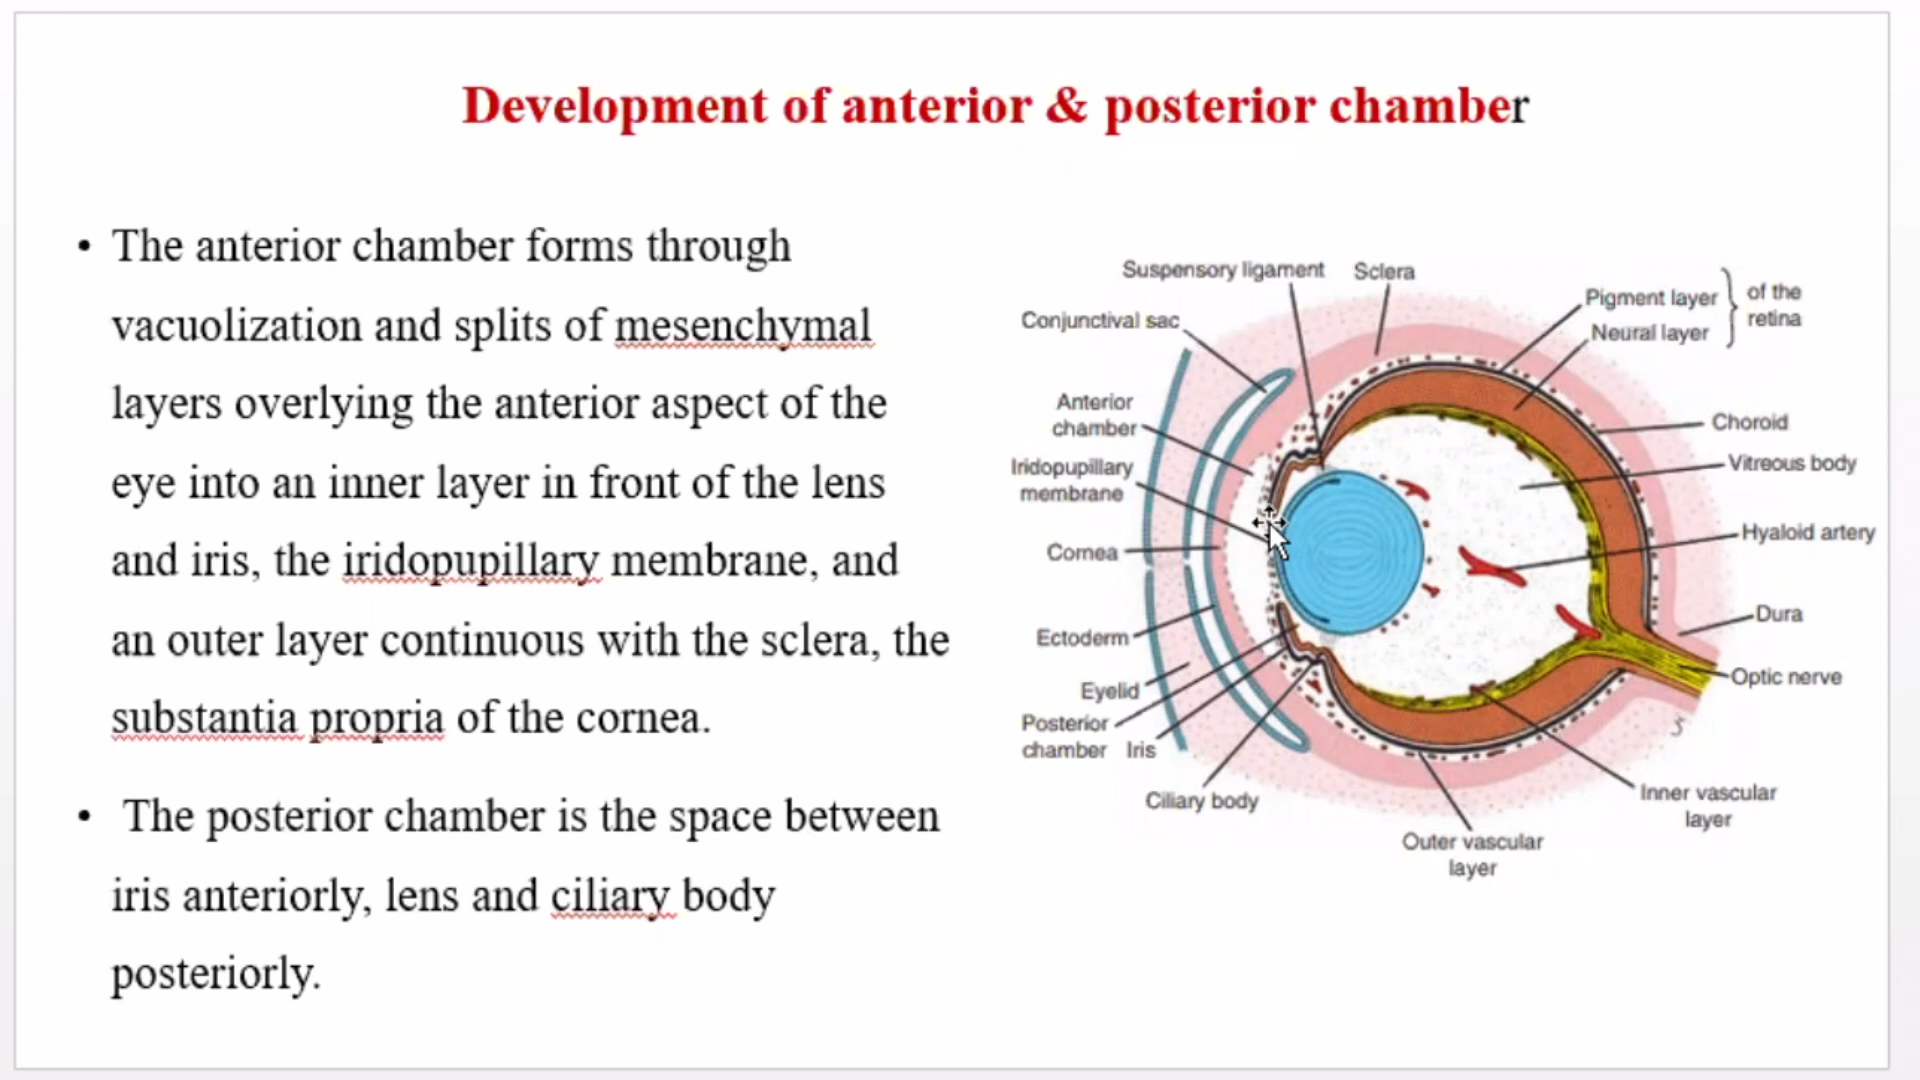 Development of anterior & posterior chamber
• The anterior chamber forms through
vacuolization and splits of mesenchymal
layers overlying the anterior aspect of the
eye into an inner layer in front of the lens
and iris, the iridopupillary membrane, and
an outer layer continuous with the sclera, the
substantia propria of the cornea.
• The posterior chamber is the space between
iris anteriorly, lens and ciliary body
posteriorly.
Suspensory ligament
Sclera
Pigment layer
Neural layer
of the
retina
Conjunctival sac
Anterior
chamber
Iridopupillary
membrane
Cornea
Ectoderm
Eyelid
Posterior
chamber
Iris
Ciliary body
Choroid
Vitreous body
Hyaloid artery
Dura
Optic nerve
Inner vascular
layer
Outer vascular
layer